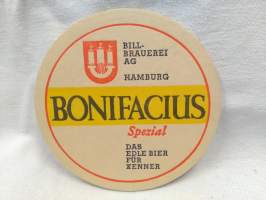 BILL-
BRAUEREI
AG
HAMBURG
BONIFACIUS
Spezial
DAS
EDLE BIER
FÜR
KENNER